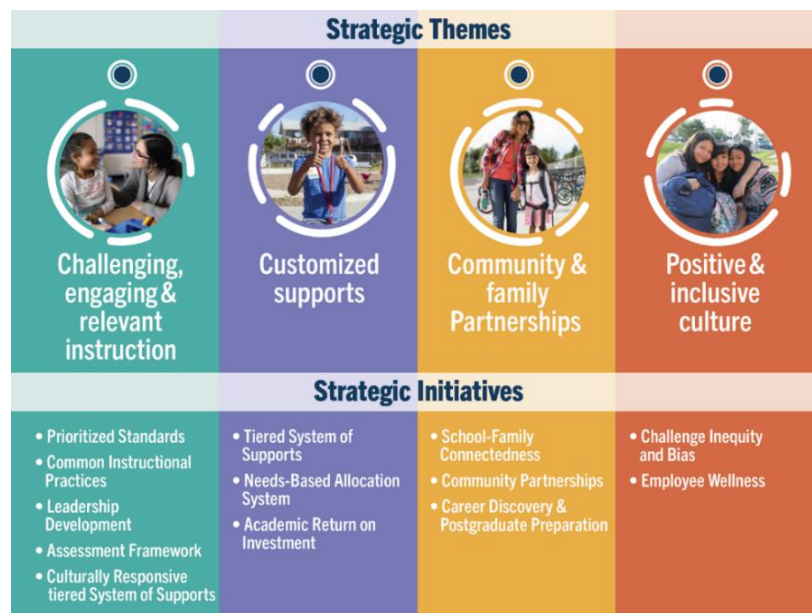 Strategic Themes
Challenging,
engaging &
relevant
instruction
Customized
supports
Community &
family
Partnerships
Positive &
inclusive
culture
Strategic Initiatives
• Prioritized Standards
• Common Instructional
Practices
• Leadership
Development
• Assessment Framework
• Culturally Responsive
tiered System of Supports
• Tiered System of
Supports
• Needs-Based Allocation
System
• Academic Return on
Investment
• School-Family
Connectedness
• Community Partnerships
• Career Discovery &
Postgraduate Preparation
• Challenge Inequity
and Bias
• Employee Wellness